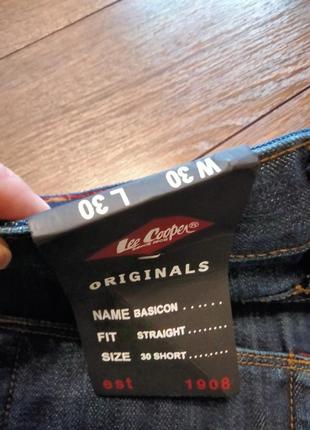 W 30
L 30
Lee Cooper®
ORIGINALS
NAME BASICON ......
FIT STRAIGHT ........
SIZE 30 SHORT ........
est 1908